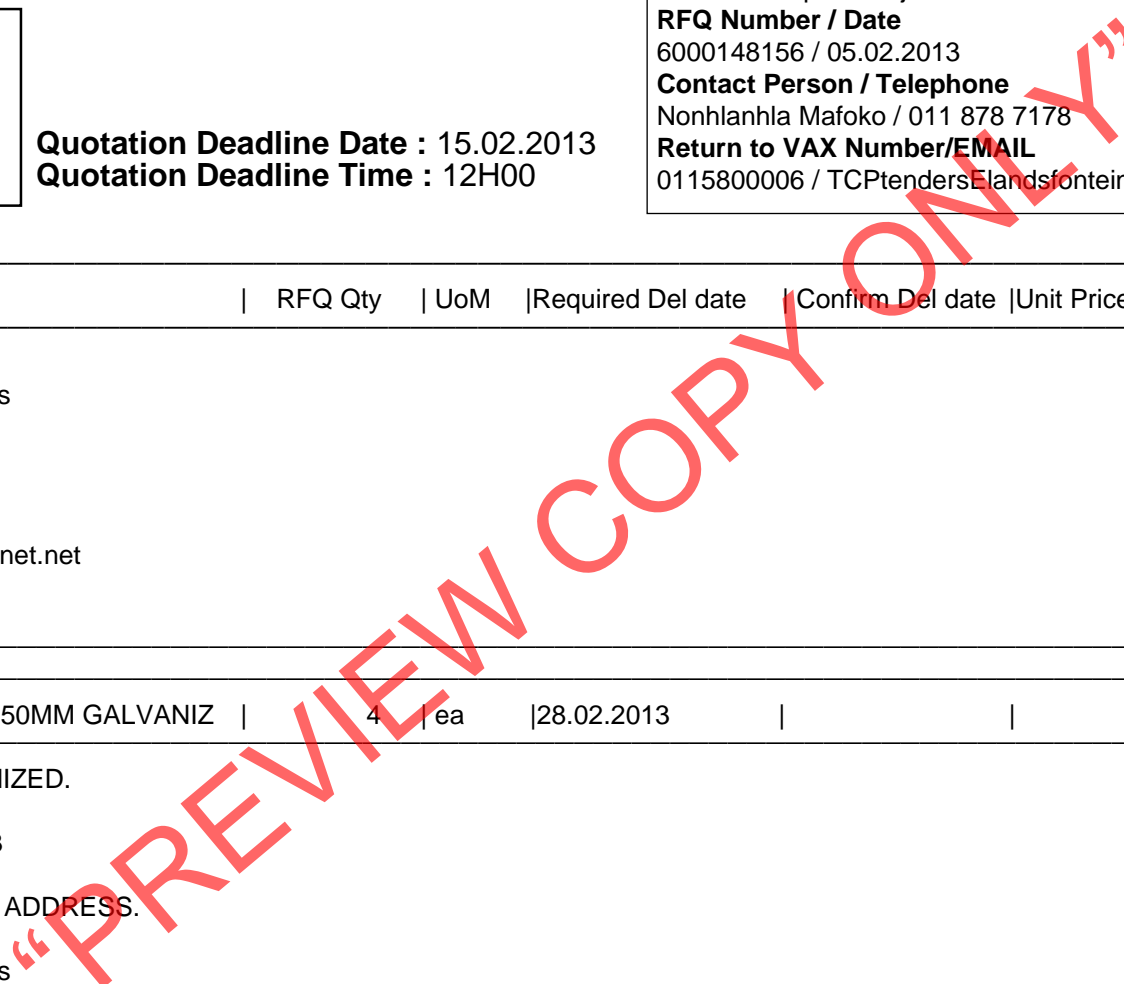 RFQ Number / Date
6000148156 / 05.02.2013
Contact Person / Telephone
Nonhlanhla Mafoko / 011 878 7178
Return to VAX Number/EMAIL
0115800006 / TCPtendersElandsfontein
Quotation Deadline Date : 15.02.2013
Quotation Deadline Time : 12H00
| RFQ Qty | UoM |Required Del date | Confirm Del date |Unit Price
s
net.net
50MM GALVANIZ | 4 | ea |28.02.2013 | |
IZED.
ADDRESS.
s
“PREVIEW COPY ONLY”